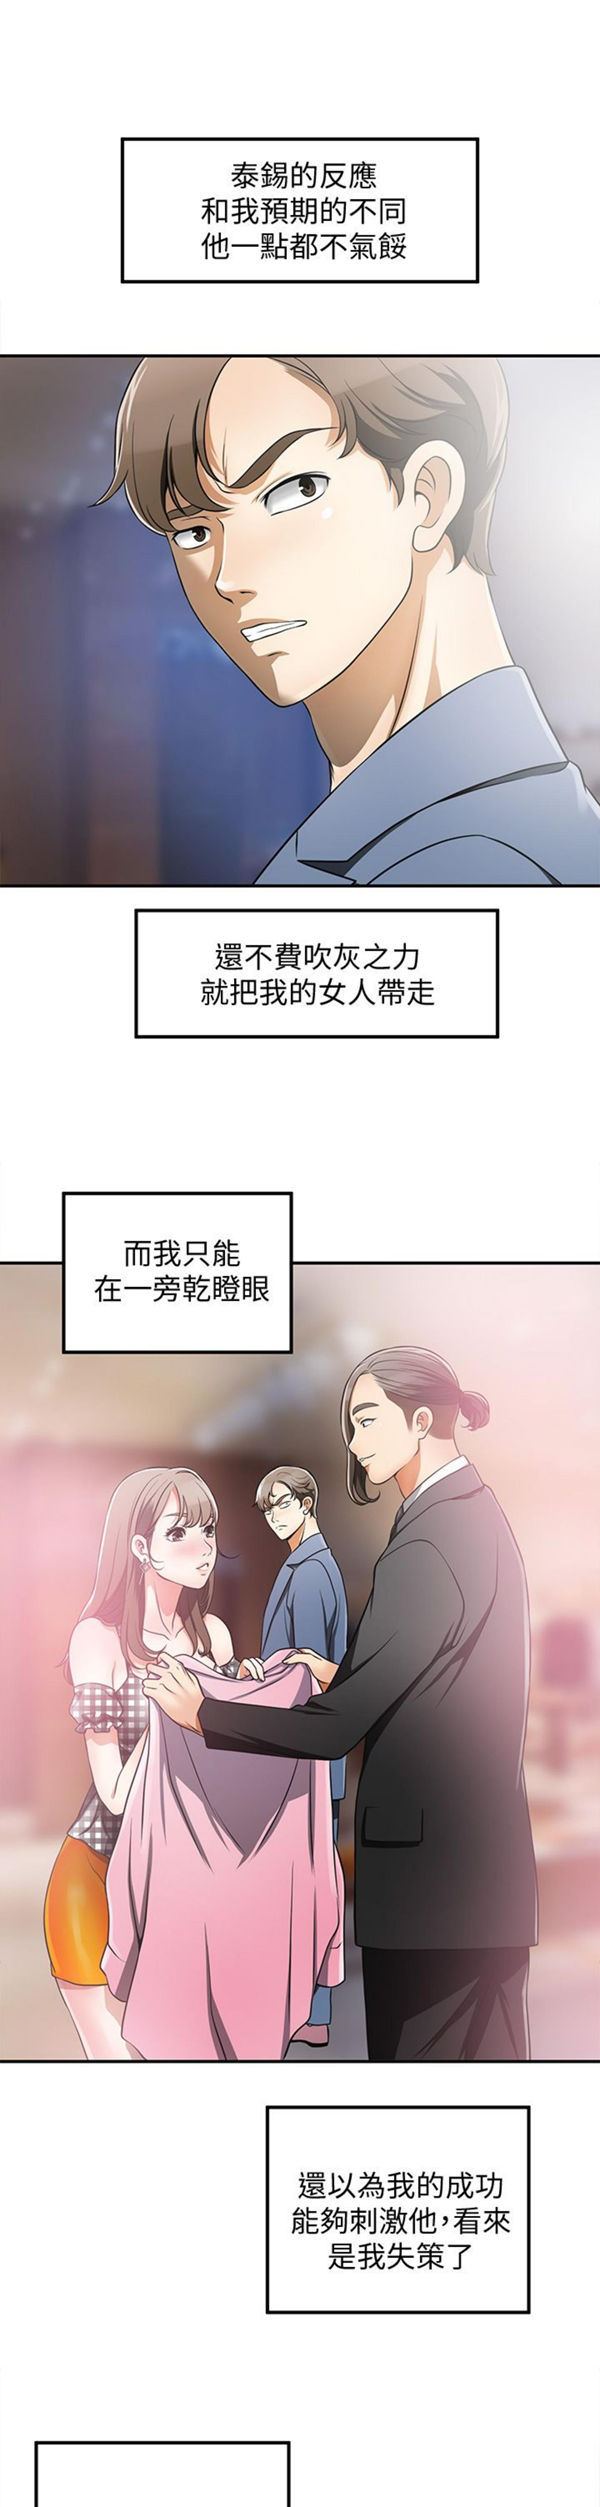 泰錫的反應
和我預期的不同
他一點都不氣餒
還不費吹灰之力
就把我的女人帶走
而我只能
在一旁乾瞪眼
還以為我的成功
能夠刺激他，看來
是我失策了